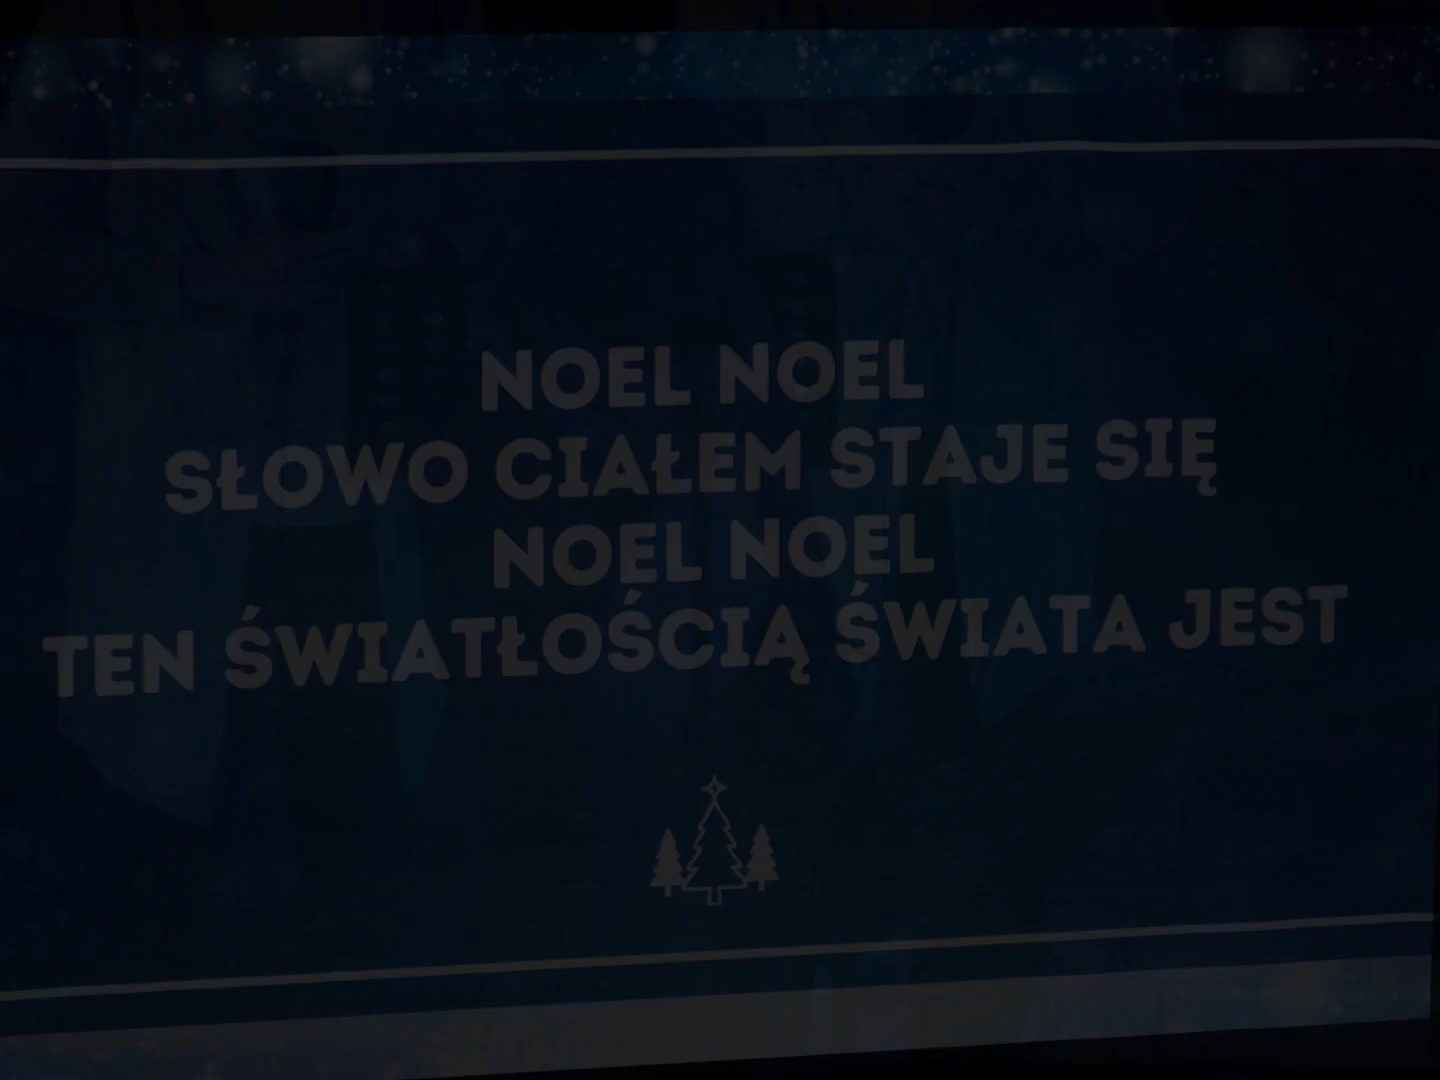 NOEL NOEL
SŁOWO CIAŁEM STAJE SIĘ
NOEL NOEL
TEN ŚWIATŁOŚCIĄ ŚWIATA JEST